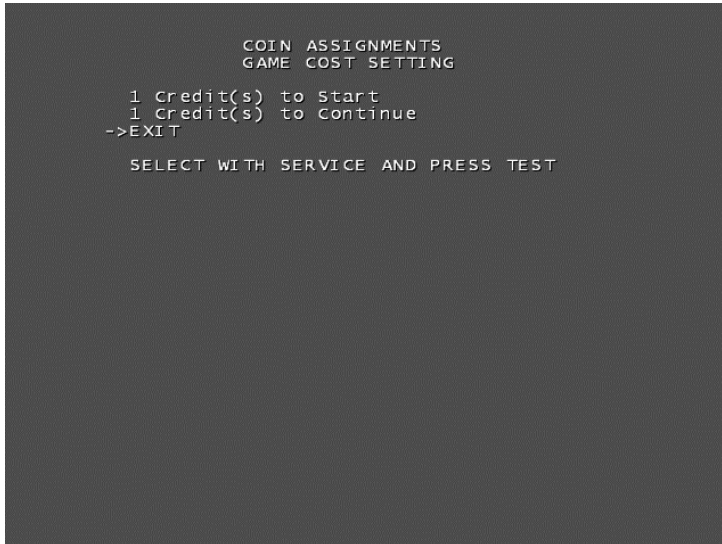 COIN ASSIGNMENTS
GAME COST SETTING
1 Credit(s) to Start
1 Credit(s) to Continue
->EXIT
SELECT WITH SERVICE AND PRESS TEST